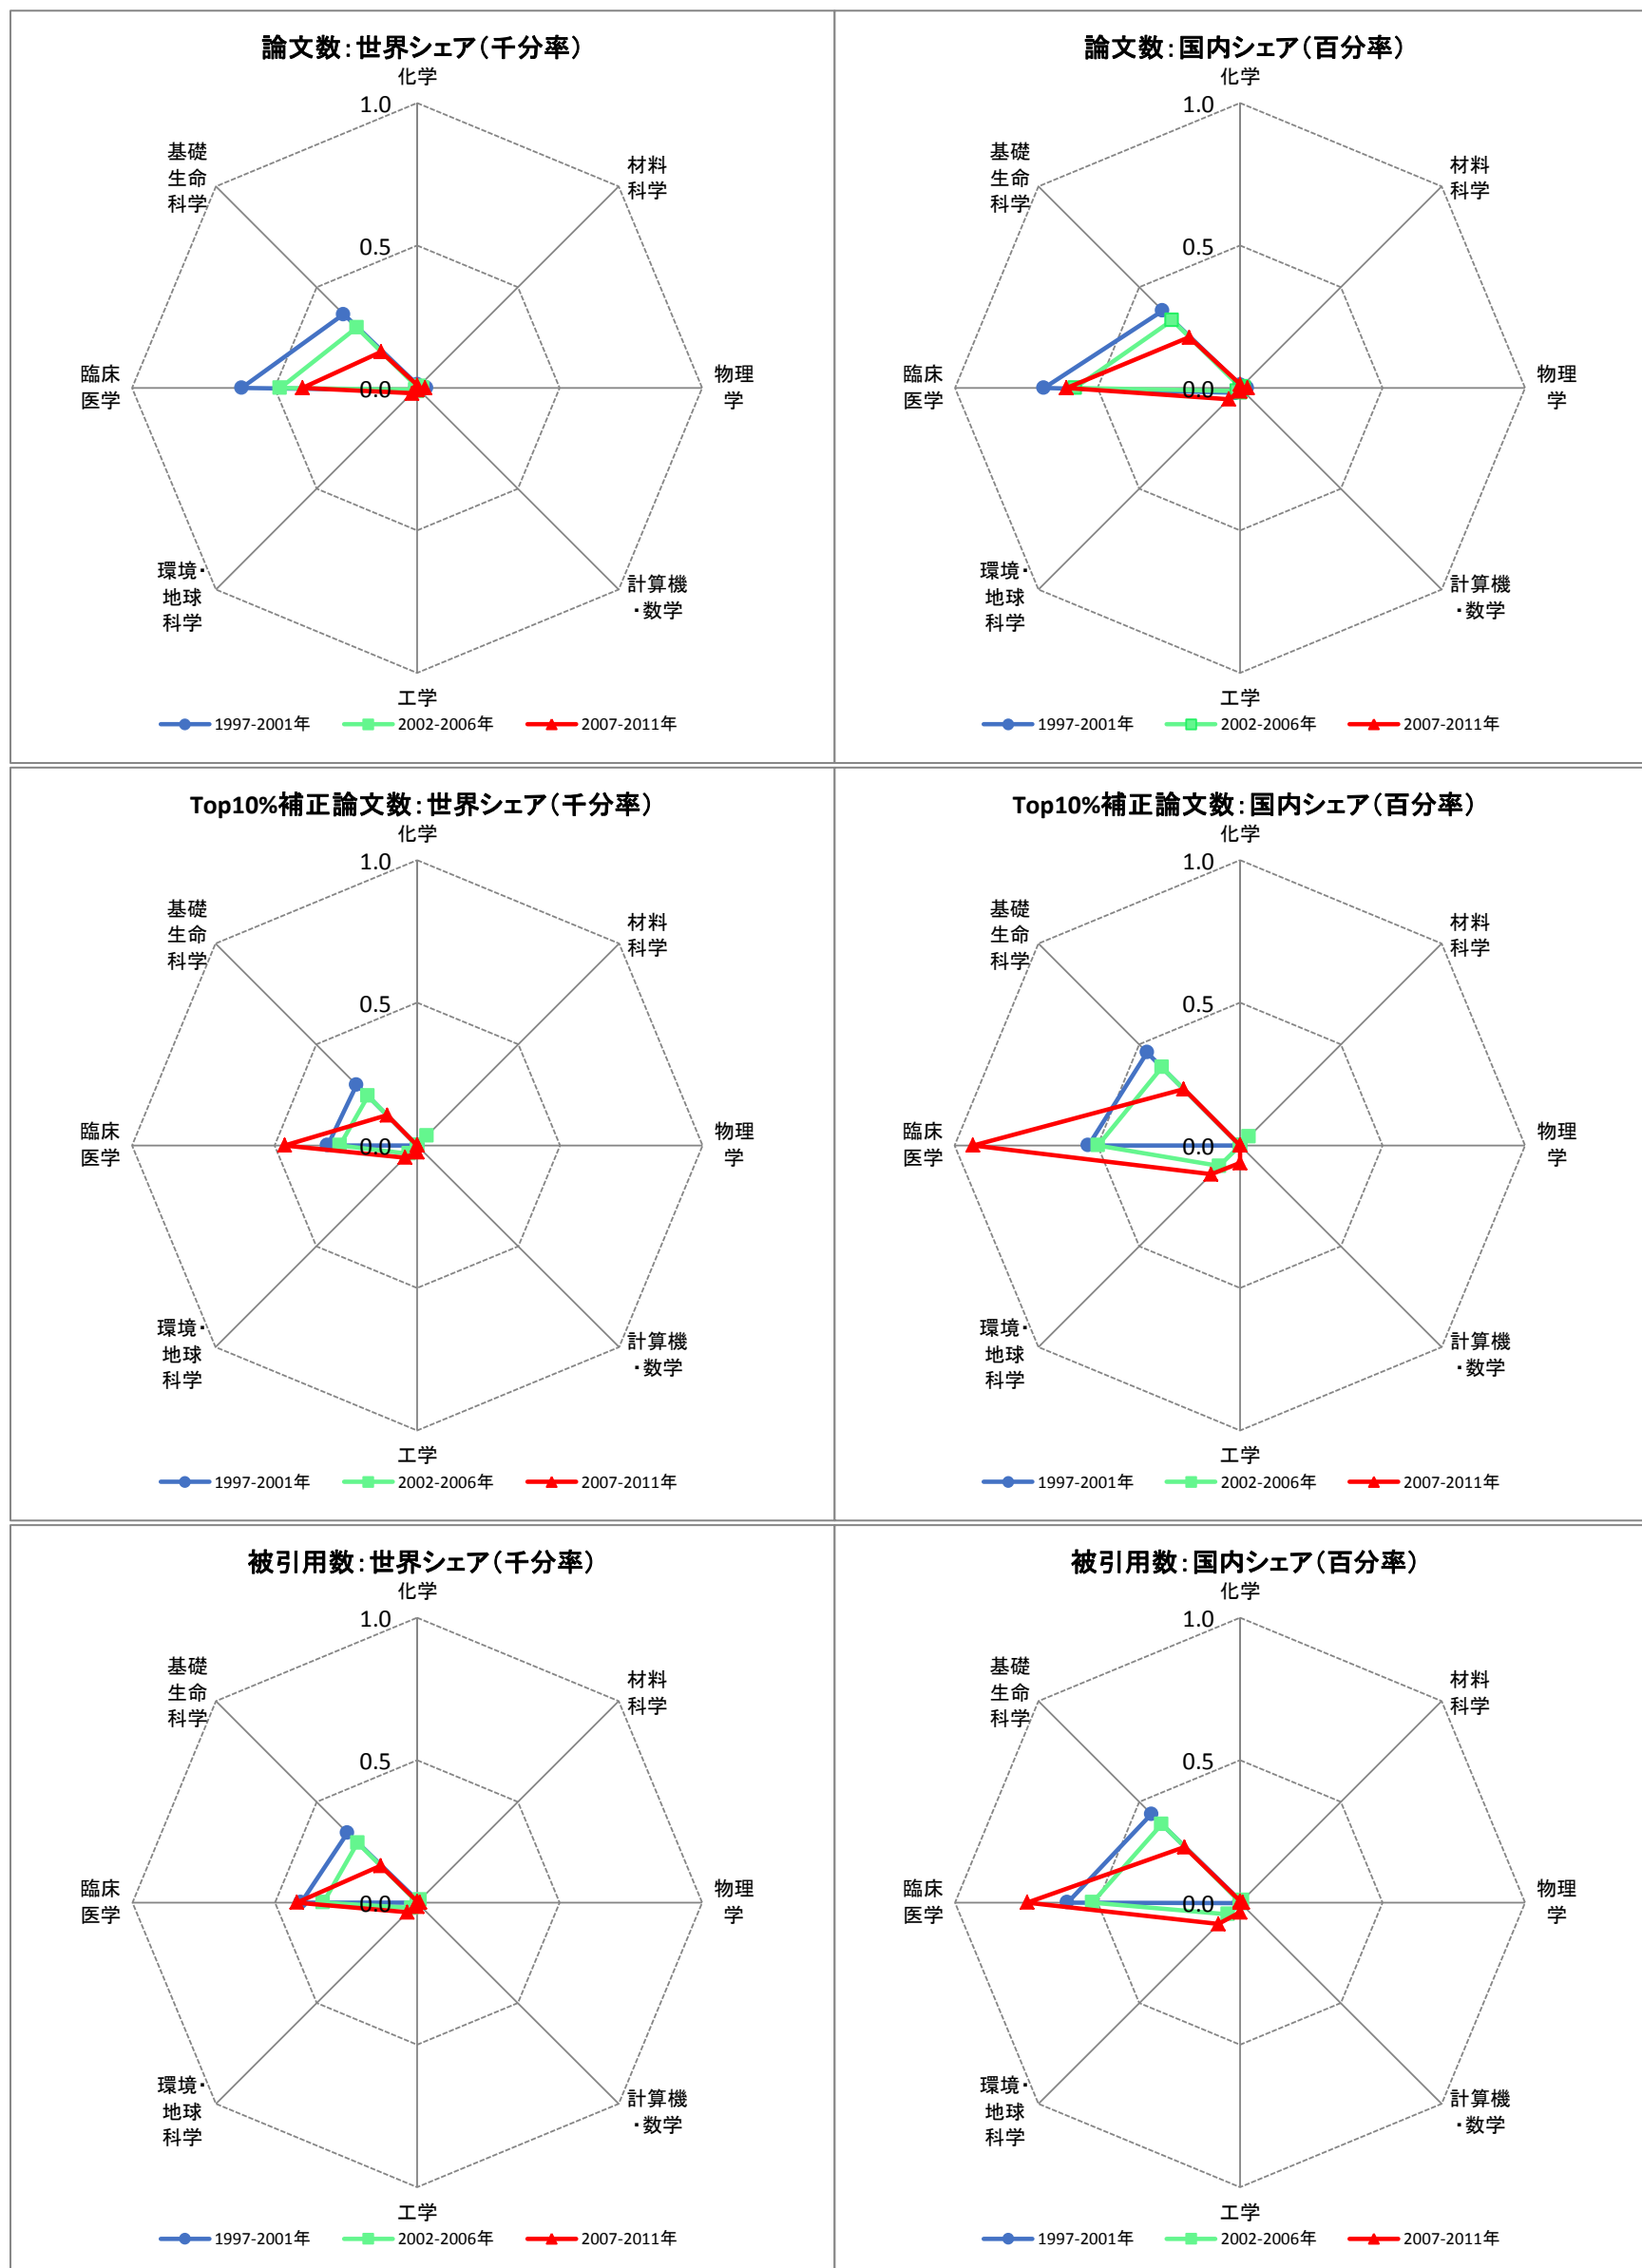 論文数:世界シェア(千分率)
化学
1.0
基礎
生命
科学
材料
科学
0.5
臨床
医学
0.0
物理
学
環境・
地球
科学
計算機
・数学
工学
1997-2001年
2002-2006年
2007-2011年
論文数:国内シェア(百分率)
化学
1.0
基礎
生命
科学
材料
科学
0.5
臨床
医学
0.0
物理
学
環境・
地球
科学
計算機
・数学
工学
1997-2001年
2002-2006年
2007-2011年
Top10%補正論文数:世界シェア(千分率)
化学
1.0
基礎
生命
科学
材料
科学
0.5
臨床
医学
0.0
物理
学
環境・
地球
科学
計算機
・数学
工学
1997-2001年
2002-2006年
2007-2011年
Top10%補正論文数:国内シェア(百分率)
化学
1.0
基礎
生命
科学
材料
科学
0.5
臨床
医学
0.0
物理
学
環境・
地球
科学
計算機
・数学
工学
1997-2001年
2002-2006年
2007-2011年
被引用数:世界シェア(千分率)
化学
1.0
基礎
生命
科学
材料
科学
0.5
臨床
医学
0.0
物理
学
環境・
地球
科学
計算機
・数学
工学
1997-2001年
2002-2006年
2007-2011年
被引用数:国内シェア(百分率)
化学
1.0
基礎
生命
科学
材料
科学
0.5
臨床
医学
0.0
物理
学
環境・
地球
科学
計算機
・数学
工学
1997-2001年
2002-2006年
2007-2011年